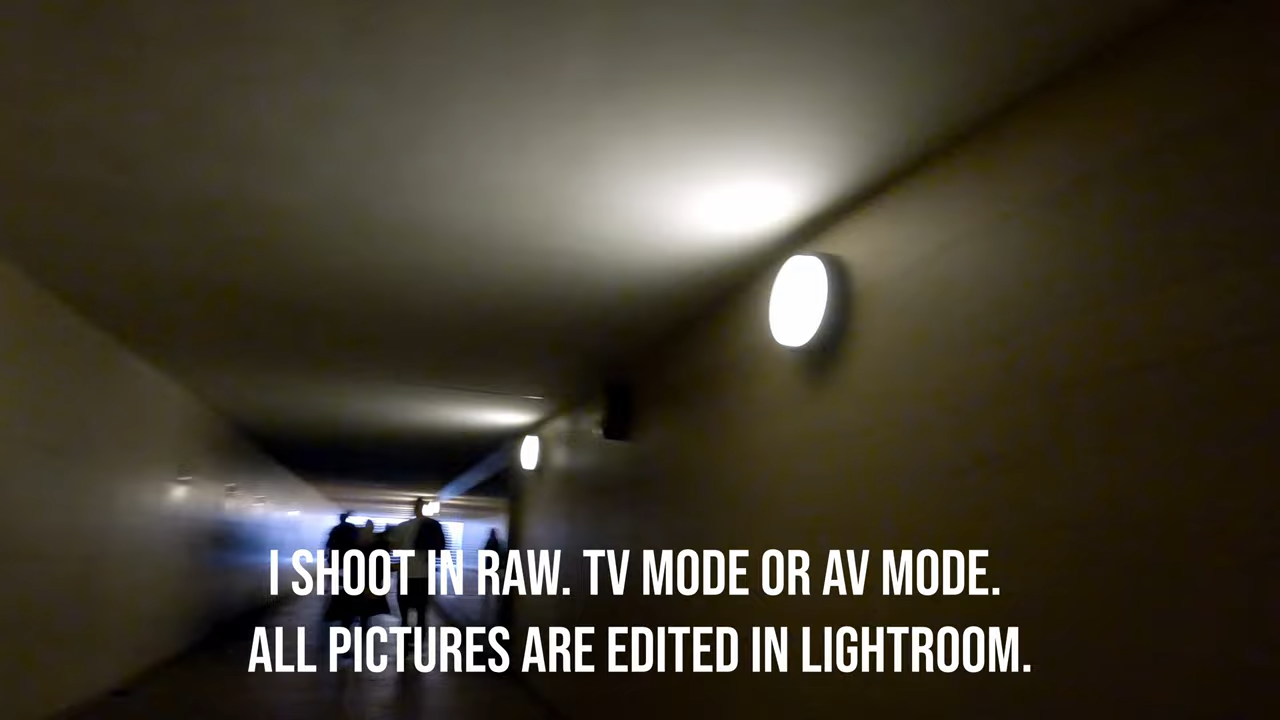 I SHOOT IN RAW. TV MODE OR AV MODE.
ALL PICTURES ARE EDITED IN LIGHTROOM.